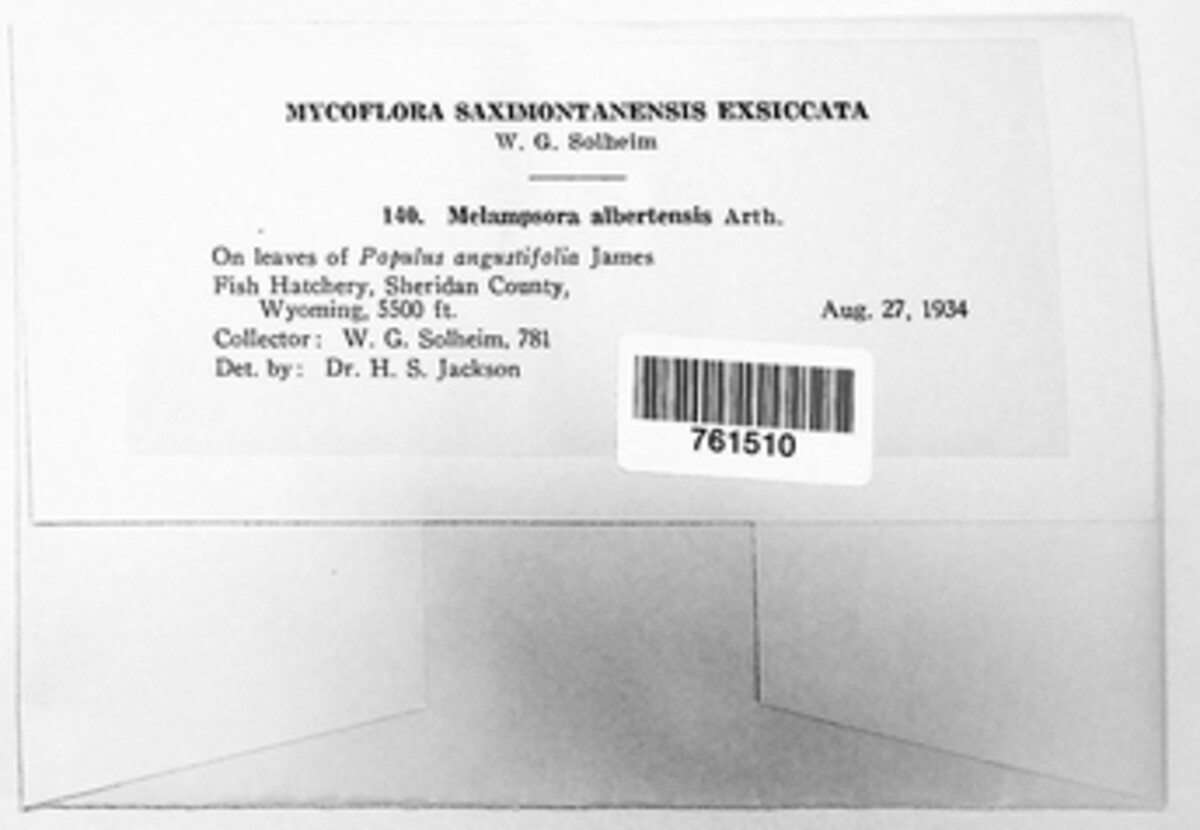 MYCOFLORA SAXIMONTANENSIS EXSICCATA
W. G. Solheim
140. Melampsora albertensis Arth.
On leaves of Populus angustifolia James
Fish Hatchery, Sheridan County,
Wyoming, 5500 ft. Aug. 27, 1934
Collector: W. G. Solheim, 781
Det. by: Dr. H. S. Jackson
761510